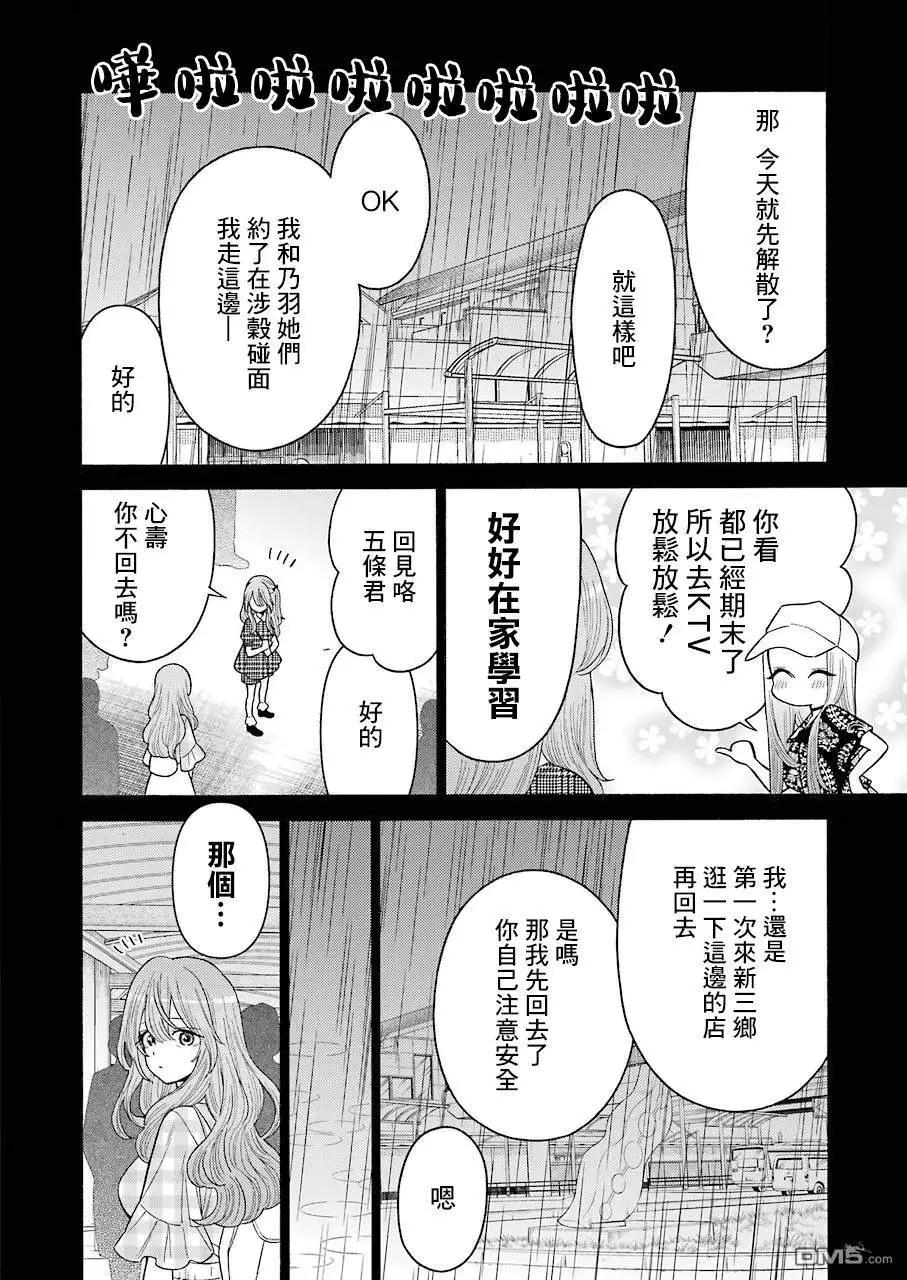 嘩啦啦啦啦啦啦啦
那 今天就先解散了?
就這樣吧
OK
我和乃羽她們
約了在涉穀碰面
我走這邊—
好的
你看
都已經期末了
所以去KTV
放鬆放鬆!
好好在家學習
回見咯
五條君
好的
心壽
你不回去嗎?
我…還是
第一次來新三鄉
逛一下這邊的店
再回去
是嗎
那我先回去了
你自己注意安全
嗯
那個…
DM5.com